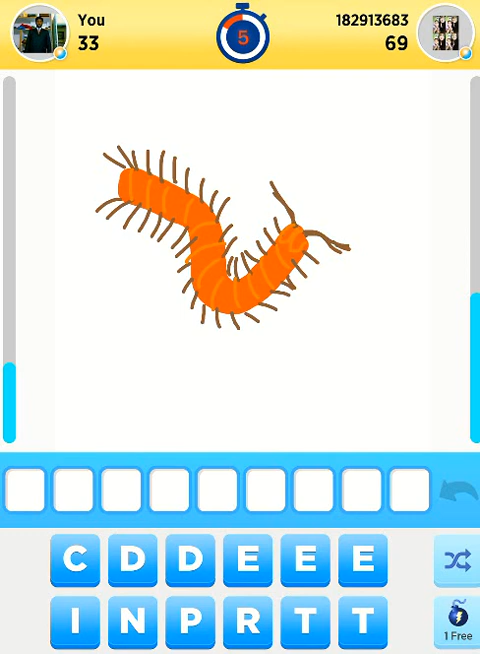 You
33
5
182913683
69
C D D E E E
I N P R T T
1 Free